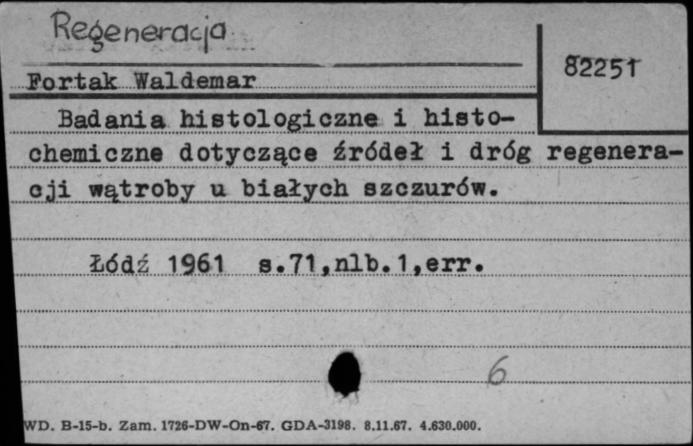 Regeneracja
82251
Fortak Waldemar
Badania histologiczne i histo-
chemiczne dotyczące źródeł i dróg regenera-
cji wątroby u białych szczurów.
Łódź 1961 s.71,nlb.1,err.
6
WD. B-15-b. Zam. 1726-DW-On-67. GDA-3198. 8.11.67. 4.630.000.